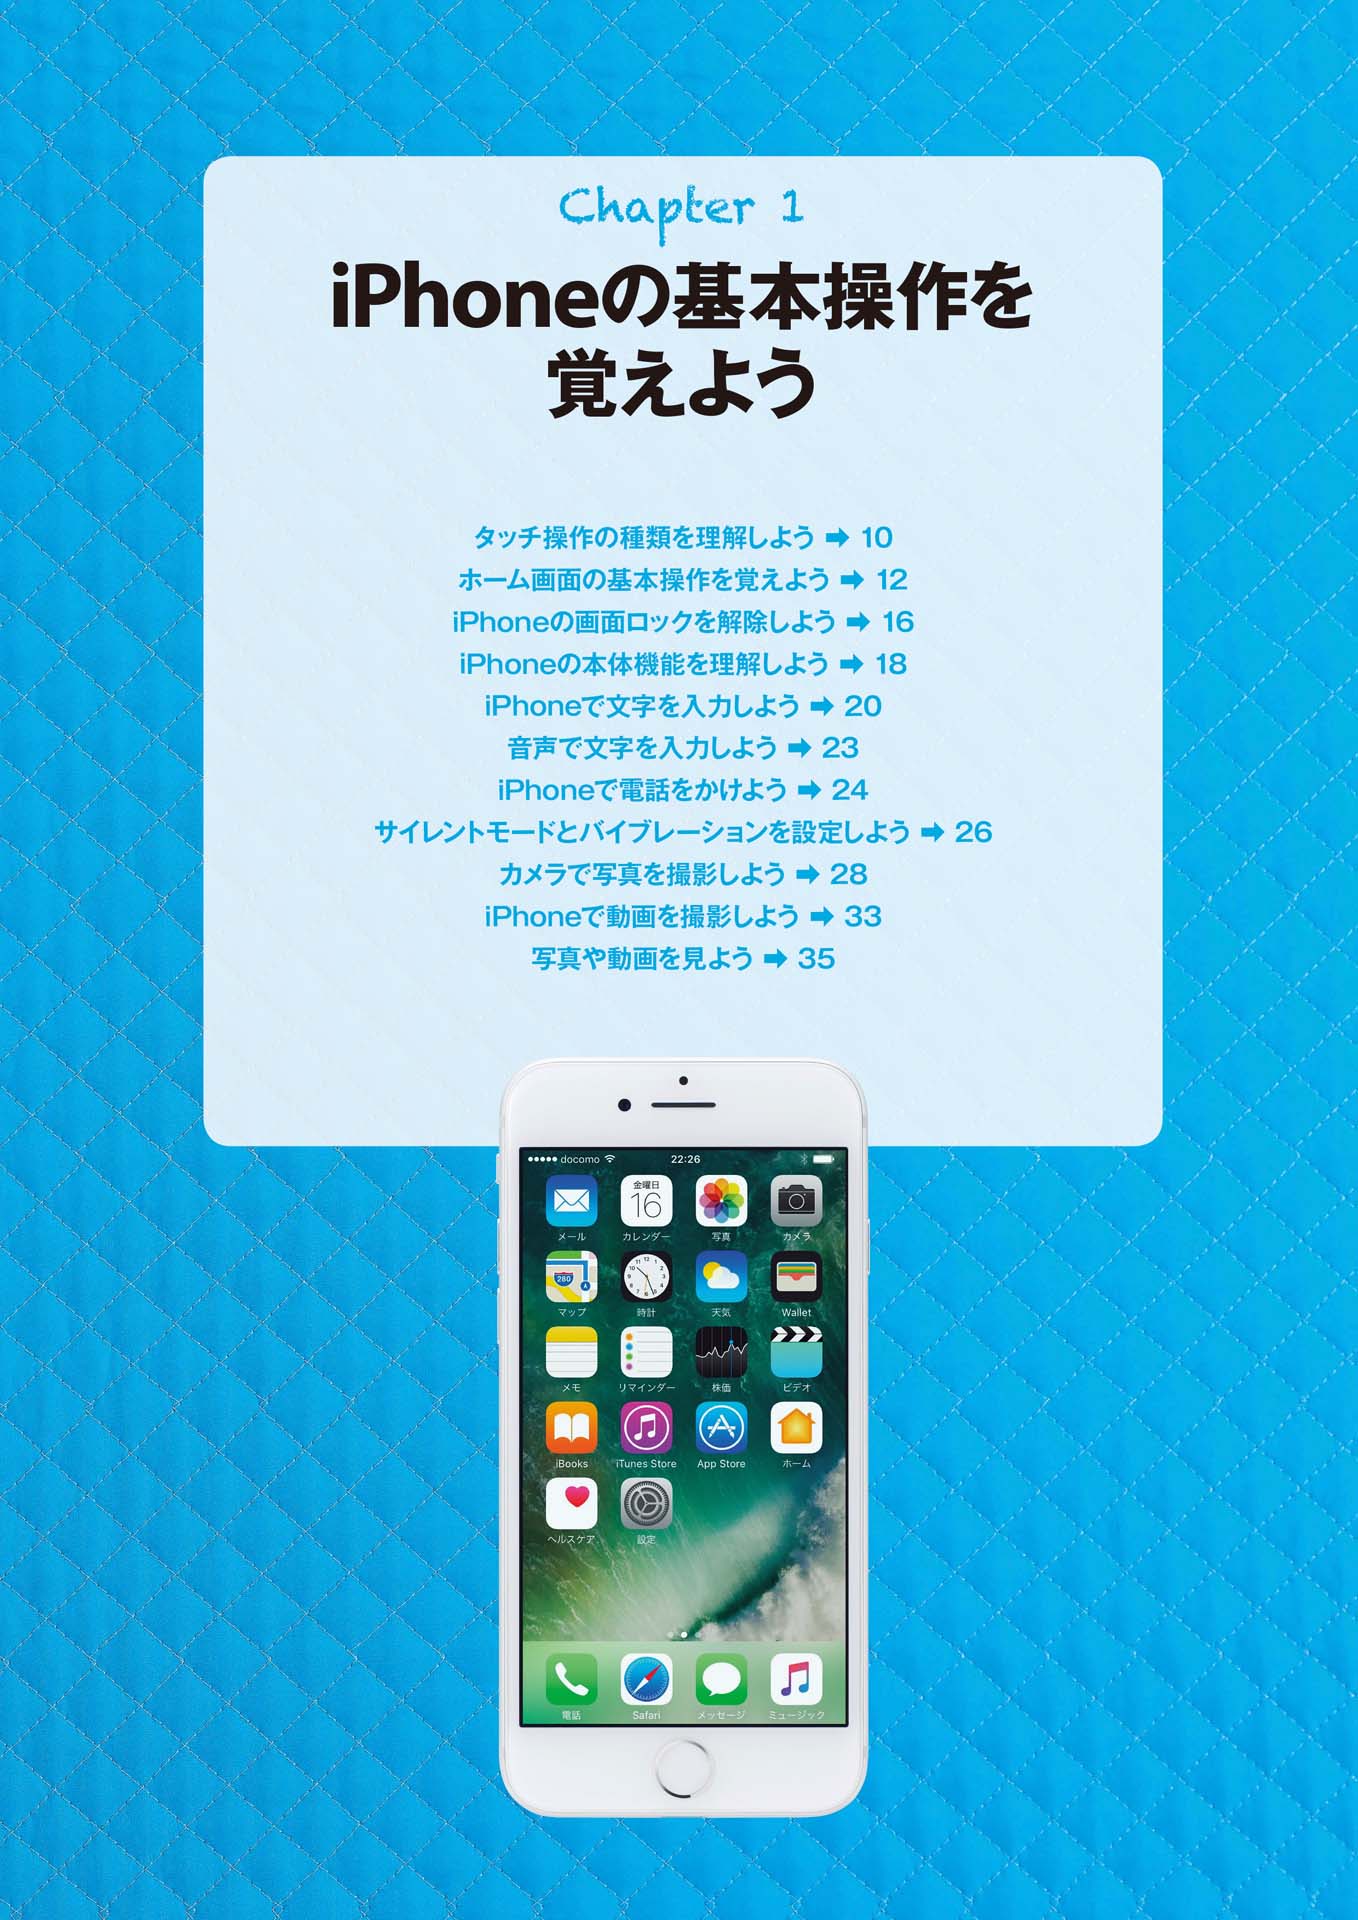 Chapter 1
iPhoneの基本操作を
覚えよう
タッチ操作の種類を理解しよう ➡ 10
ホーム画面の基本操作を覚えよう ➡ 12
iPhoneの画面ロックを解除しよう ➡ 16
iPhoneの本体機能を理解しよう ➡ 18
iPhoneで文字を入力しよう ➡ 20
音声で文字を入力しよう ➡ 23
iPhoneで電話をかけよう ➡ 24
サイレントモードとバイブレーションを設定しよう ➡ 26
カメラで写真を撮影しよう ➡ 28
iPhoneで動画を撮影しよう ➡ 33
写真や動画を見よう ➡ 35
docomo 22:26
金曜日
16
メール カレンダー 写真 カメラ
280
マップ 時計 天気 Wallet
メモ リマインダー 株価 ビデオ
iBooks iTunes Store App Store ホーム
ヘルスケア 設定
電話 Safari メッセージ ミュージック